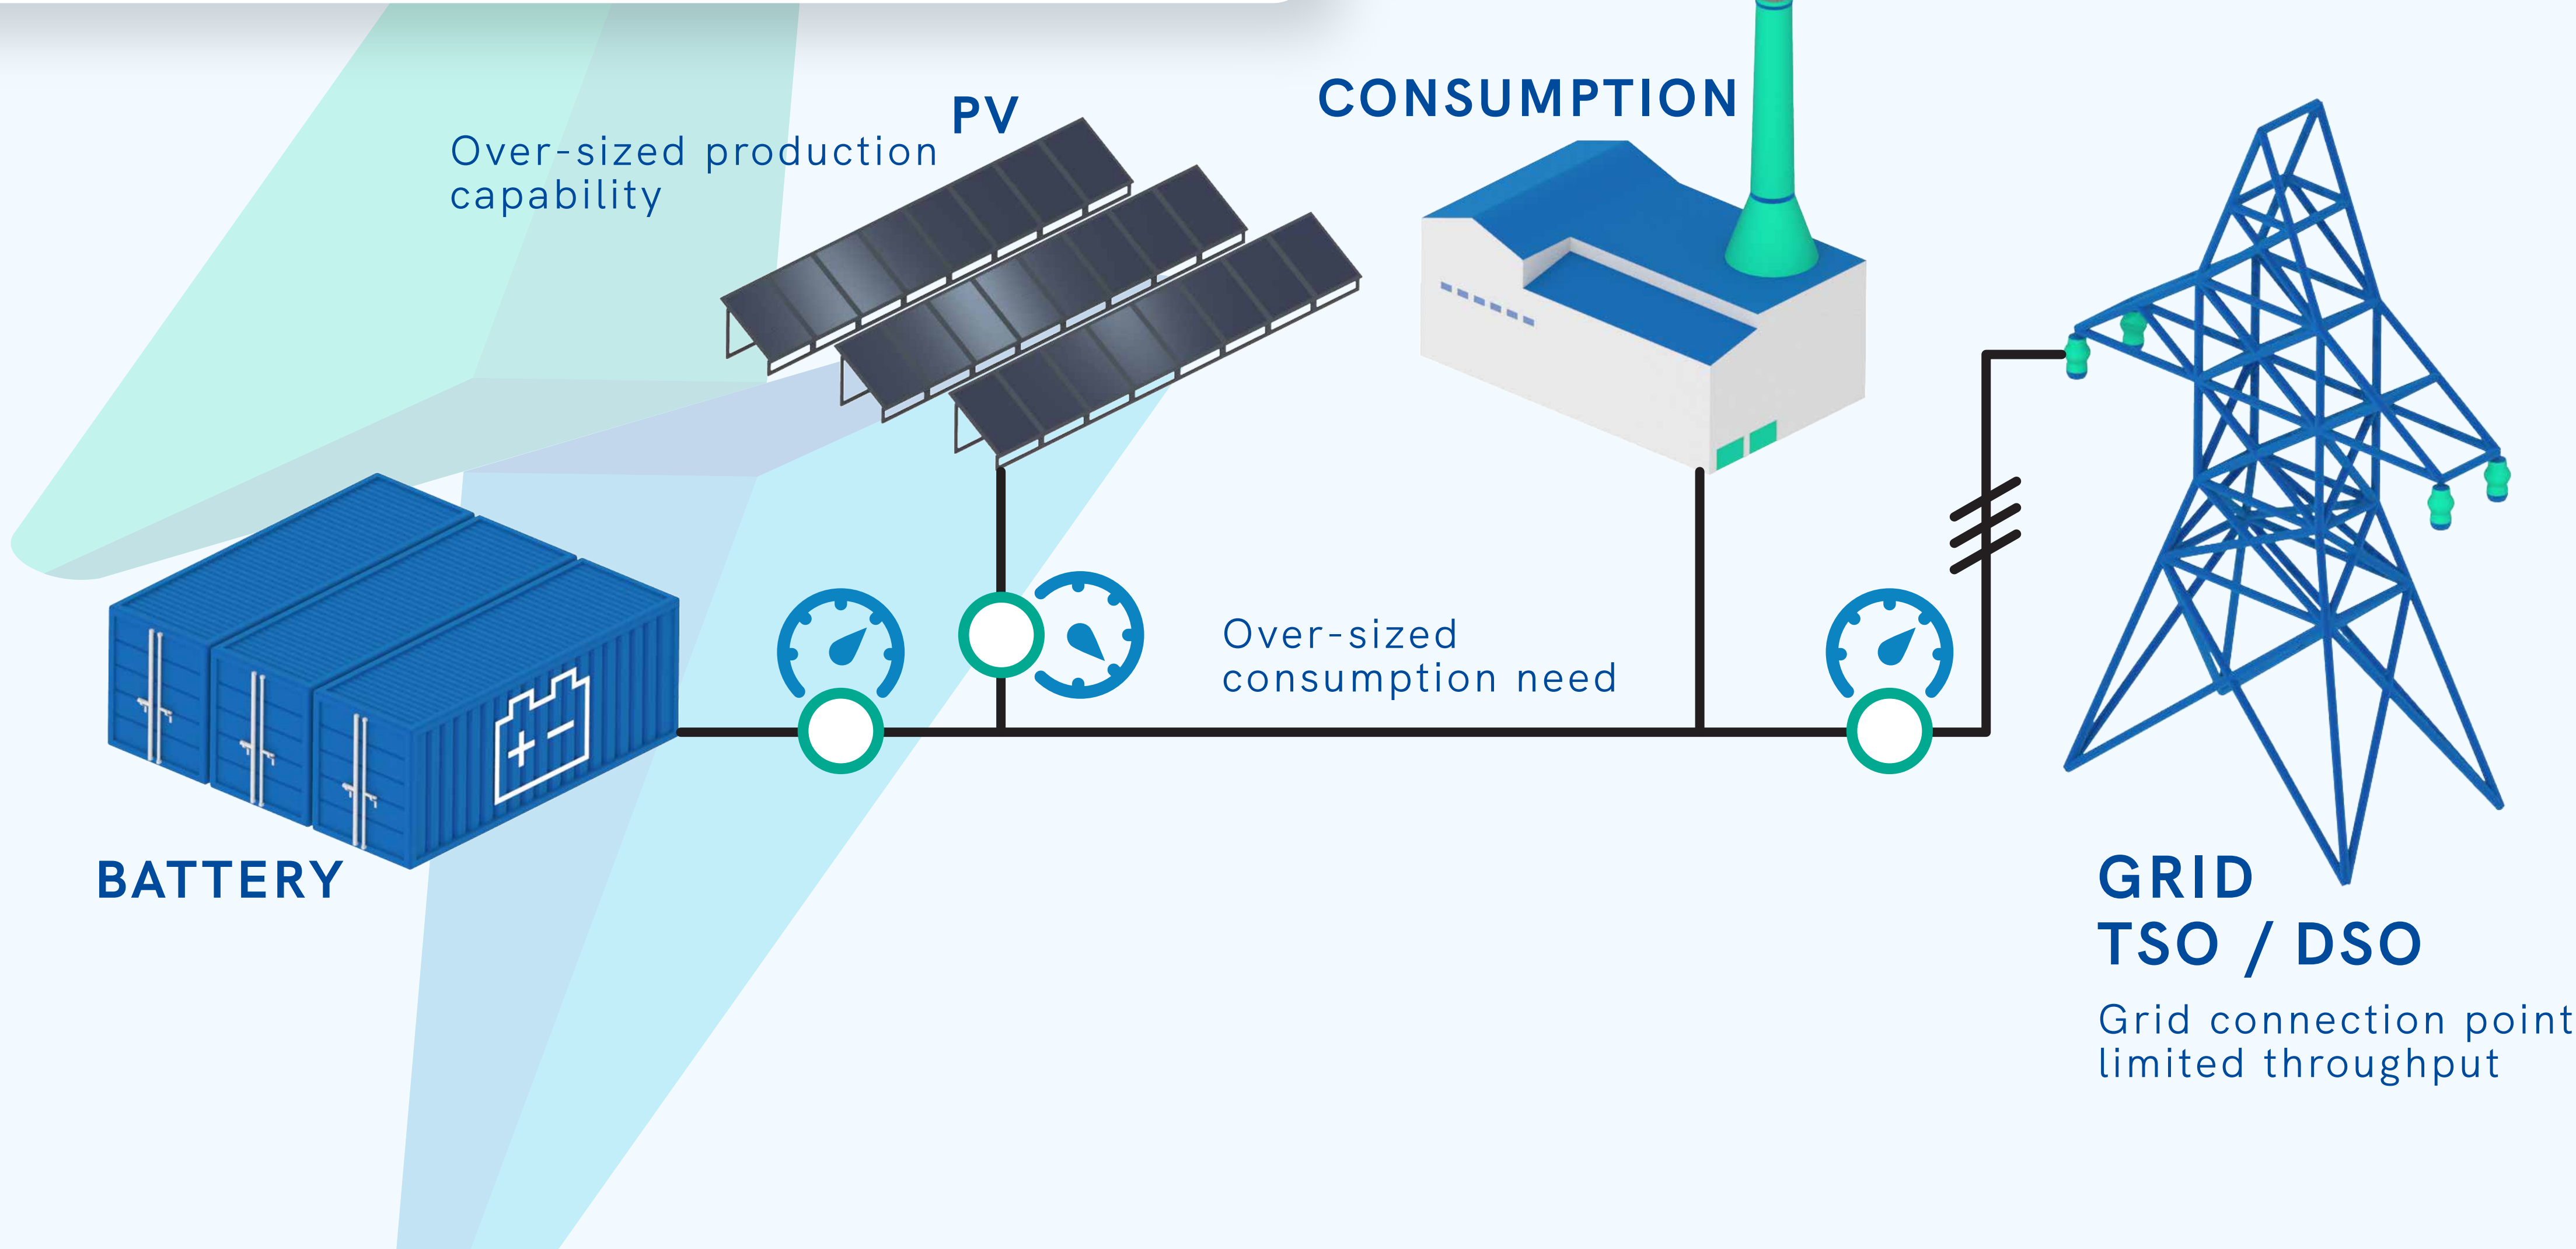 PV
Over-sized production
capability
CONSUMPTION
Over-sized
consumption need
BATTERY
GRID
TSO / DSO
Grid connection point
limited throughput